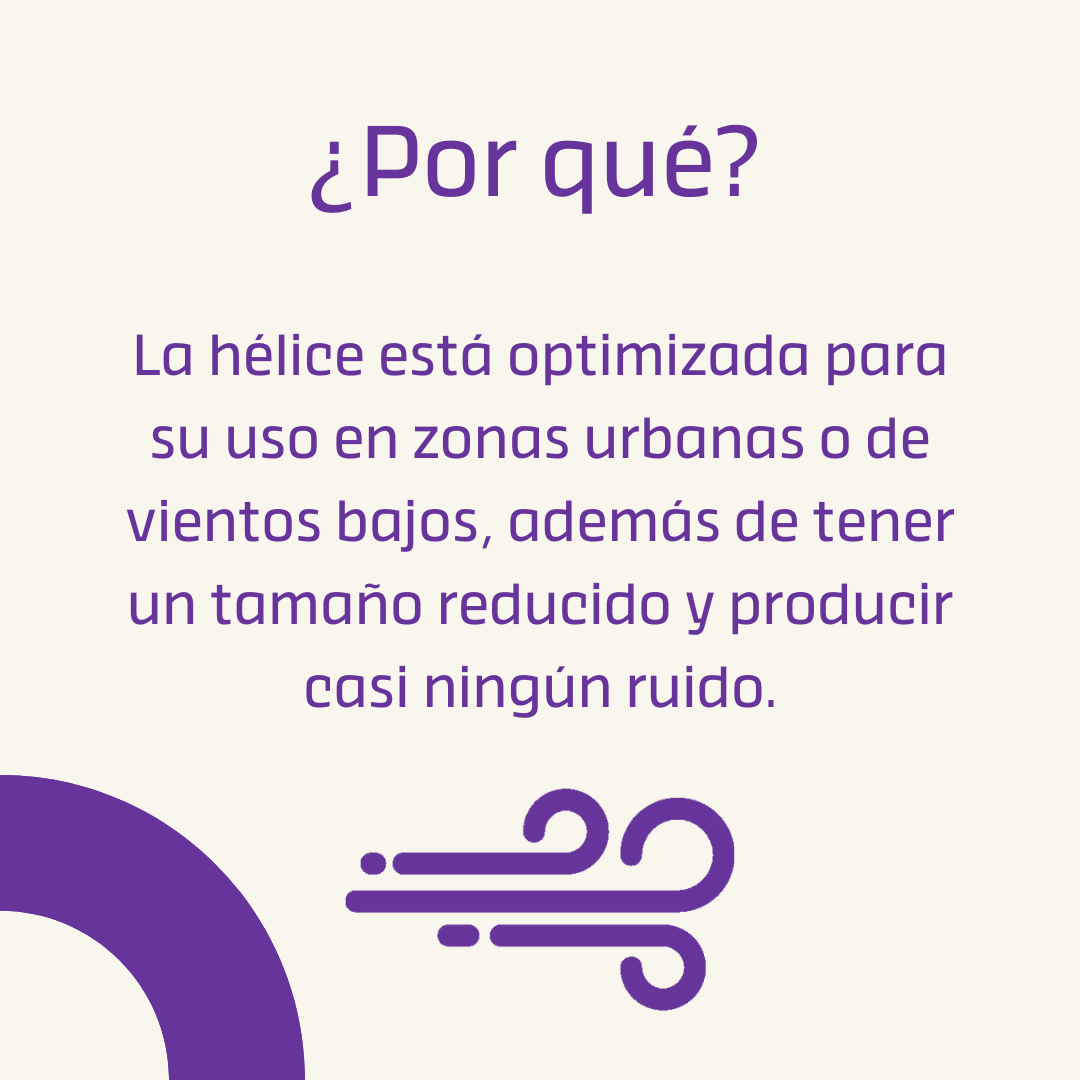 ¿Por qué?
La hélice está optimizada para
su uso en zonas urbanas o de
vientos bajos, además de tener
un tamaño reducido y producir
casi ningún ruido.